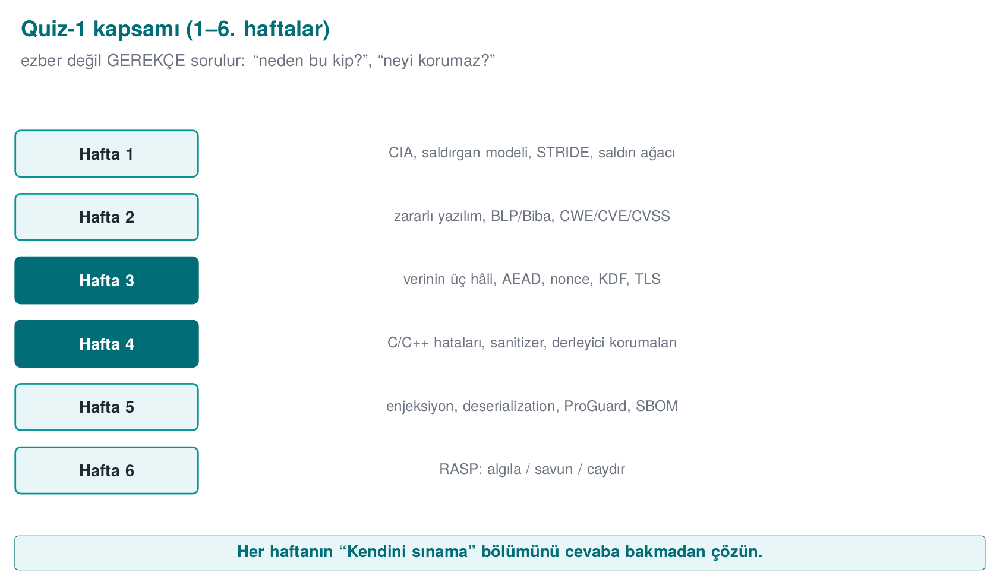 Quiz-1 kapsamı (1–6. haftalar)
ezber değil GEREKÇE sorulur: “neden bu kip?”, “neyi korumaz?”
Hafta 1
CIA, saldırgan modeli, STRIDE, saldırı ağacı
Hafta 2
zararlı yazılım, BLP/Biba, CWE/CVE/CVSS
Hafta 3
verinin üç hâli, AEAD, nonce, KDF, TLS
Hafta 4
C/C++ hataları, sanitizer, derleyici korumaları
Hafta 5
enjeksiyon, deserialization, ProGuard, SBOM
Hafta 6
RASP: algıla / savun / caydır
Her haftanın “Kendini sınama” bölümünü cevaba bakmadan çözün.